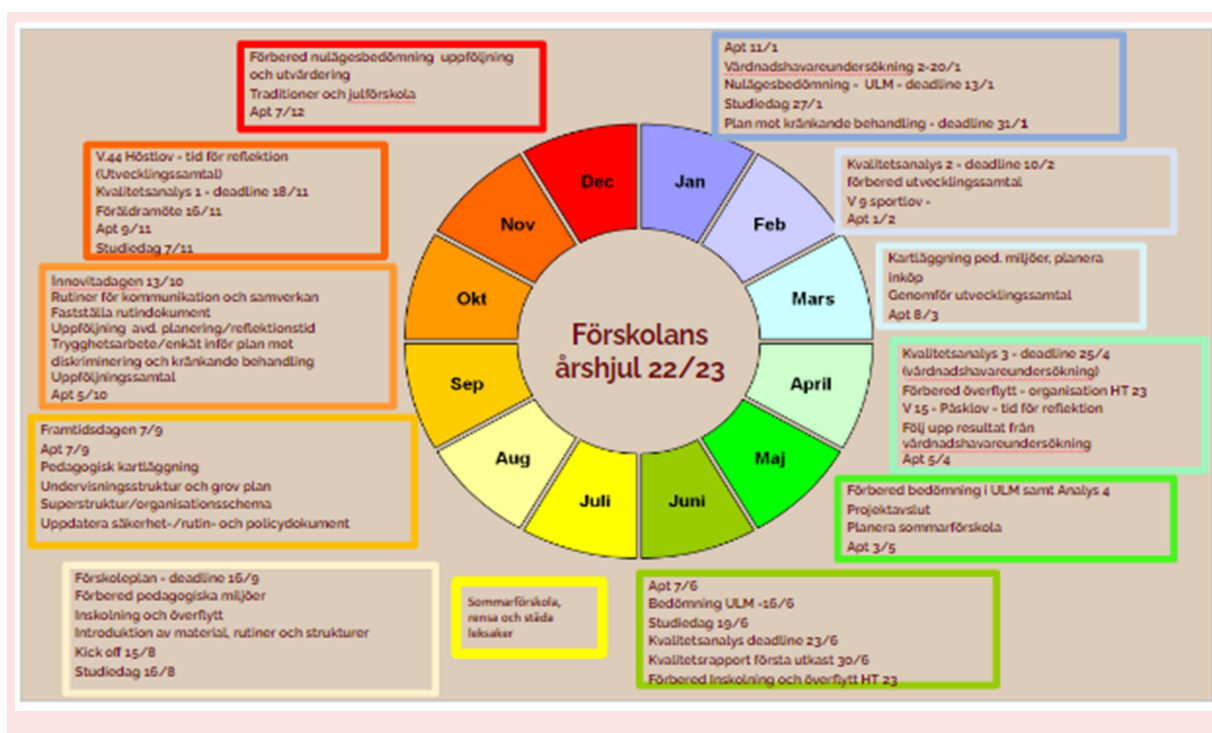 Förbered nulägesbedömning uppföljning
och utvärdering
Traditioner och julförskola
Apt 7/12
Apt 11/1
Vårdnadshavareundersökning 2-20/1
Nulägesbedömning - ULM - deadline 13/1
Studiedag 27/1
Plan mot kränkande behandling - deadline 31/1
V.44 Höstlov - tid för reflektion
(Utvecklingssamtal)
Kvalitetsanalys 1 - deadline 18/11
Föräldramöte 16/11
Apt 9/11
Studiedag 7/11
Kvalitetsanalys 2 - deadline 10/2
förbered utvecklingssamtal
V 9 sportlov -
Apt 1/2
Innovitadagen 13/10
Rutiner för kommunikation och samverkan
Fastställa rutindokument
Uppföljning avd. planering/reflektionstid
Trygghetsarbete/enkät inför plan mot
diskriminering och kränkande behandling
Uppföljningssamtal
Apt 5/10
Kartläggning ped. miljöer, planera
inköp
Genomför utvecklingssamtal
Apt 8/3
Framtidsdagen 7/9
Apt 7/9
Pedagogisk kartläggning
Undervisningsstruktur och grov plan
Superstruktur/organisationsschema
Uppdatera säkerhet-/rutin- och policydokument
Kvalitetsanalys 3 - deadline 25/4
(vårdnadshavareundersökning)
Förbered överflytt - organisation HT 23
V 15 - Påsklov - tid för reflektion
Följ upp resultat från
vårdnadshavareundersökning
Apt 5/4
Förbered bedömning i ULM samt Analys 4
Projektavslut
Planera sommarförskola
Apt 3/5
Förskoleplan - deadline 16/9
Förbered pedagogiska miljöer
Inskolning och överflytt
Introduktion av material, rutiner och strukturer
Kick off 15/8
Studiedag 16/8
Sommarförskola,
rensa och städa
leksaker
Apt 7/6
Bedömning ULM -16/6
Studiedag 19/6
Kvalitetsanalys deadline 23/6
Kvalitetsrapport första utkast 30/6
Förbered Inskolning och överflytt HT 23
Dec
Jan
Feb
Mars
April
Maj
Juni
Juli
Aug
Sep
Okt
Nov
Förskolans
årshjul 22/23